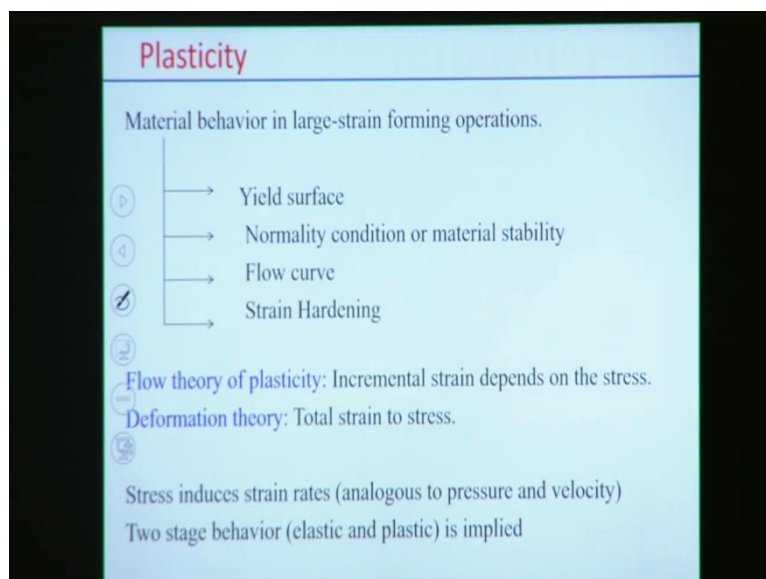 Plasticity
Material behavior in large-strain forming operations.
Yield surface
Normality condition or material stability
Flow curve
Strain Hardening
Flow theory of plasticity: Incremental strain depends on the stress.
Deformation theory: Total strain to stress.
Stress induces strain rates (analogous to pressure and velocity)
Two stage behavior (elastic and plastic) is implied